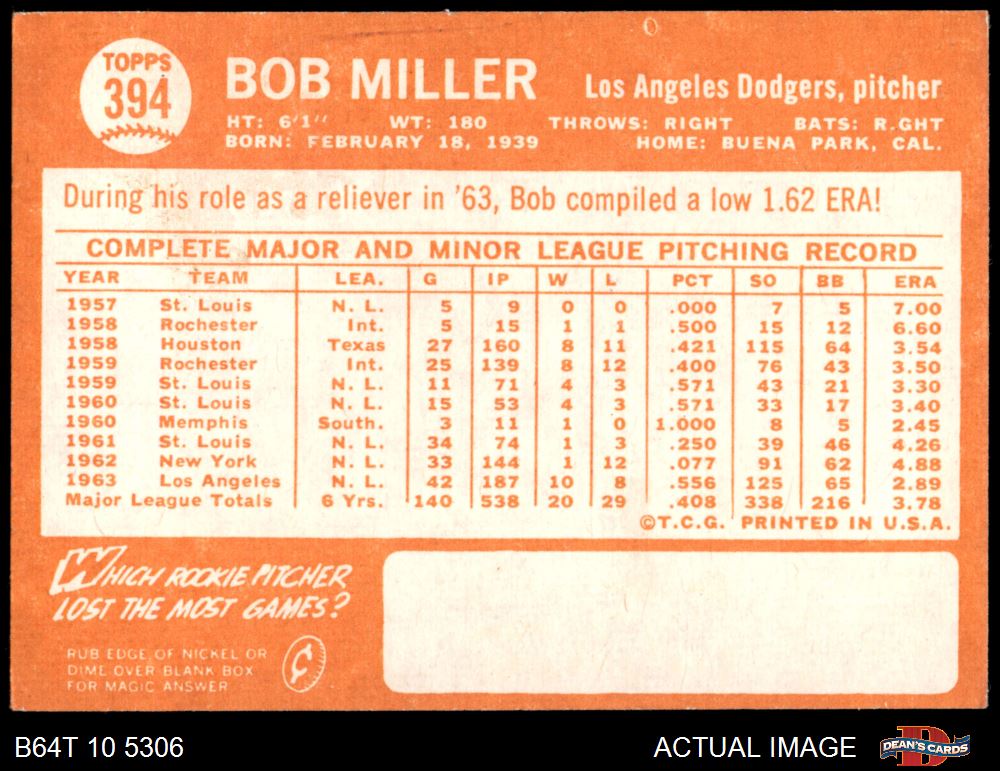 TOPPS
394
BOB MILLER
Los Angeles Dodgers, pitcher
HT: 6'1" WT: 180 THROWS: RIGHT BATS: R.GHT
BORN: FEBRUARY 18, 1939 HOME: BUENA PARK, CAL.
During his role as a reliever in '63, Bob compiled a low 1.62 ERA!
COMPLETE MAJOR AND MINOR LEAGUE PITCHING RECORD
YEAR TEAM LEA. G IP W L PCT SO BB ERA
1957 St. Louis N. L. 5 9 0 0 .000 7 5 7.00
1958 Rochester Int. 5 15 1 1 .500 15 12 6.60
1958 Houston Texas 27 160 8 11 .421 115 64 3.54
1959 Rochester Int. 25 139 8 12 .400 76 43 3.50
1959 St. Louis N. L. 11 71 4 3 .571 43 21 3.30
1960 St. Louis N. L. 15 53 4 3 .571 33 17 3.40
1960 Memphis South. 3 11 1 0 1.000 8 5 2.45
1961 St. Louis N. L. 34 74 1 3 .250 39 46 4.26
1962 New York N. L. 33 144 1 12 .077 91 62 4.88
1963 Los Angeles N. L. 42 187 10 8 .556 125 65 2.89
Major League Totals 6 Yrs. 140 538 20 29 .408 338 216 3.78
©T.C.G. PRINTED IN U.S.A.
WHICH ROOKIE PITCHER
LOST THE MOST GAMES?
RUB EDGE OF NICKEL OR
DIME OVER BLANK BOX
FOR MAGIC ANSWER
¢
B64T 10 5306
ACTUAL IMAGE
DEAN'S CARDS